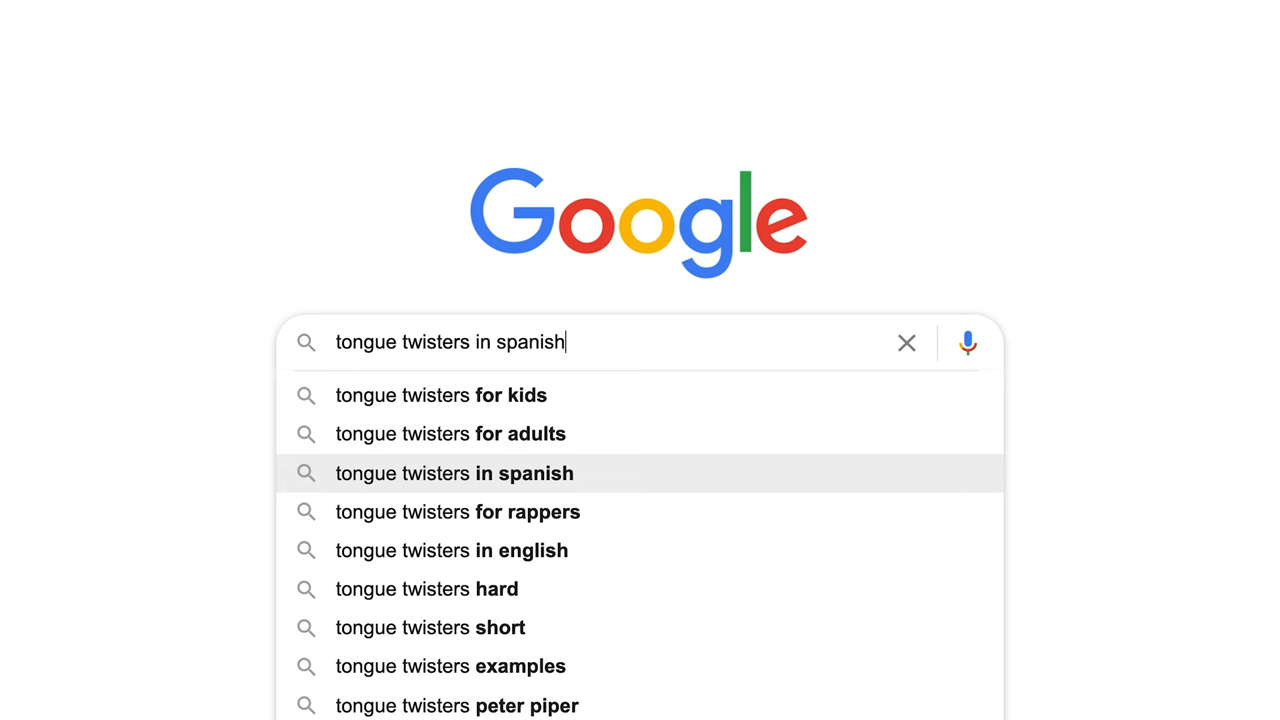 Google
tongue twisters in spanish
tongue twisters for kids
tongue twisters for adults
tongue twisters in spanish
tongue twisters for rappers
tongue twisters in english
tongue twisters hard
tongue twisters short
tongue twisters examples
tongue twisters peter piper